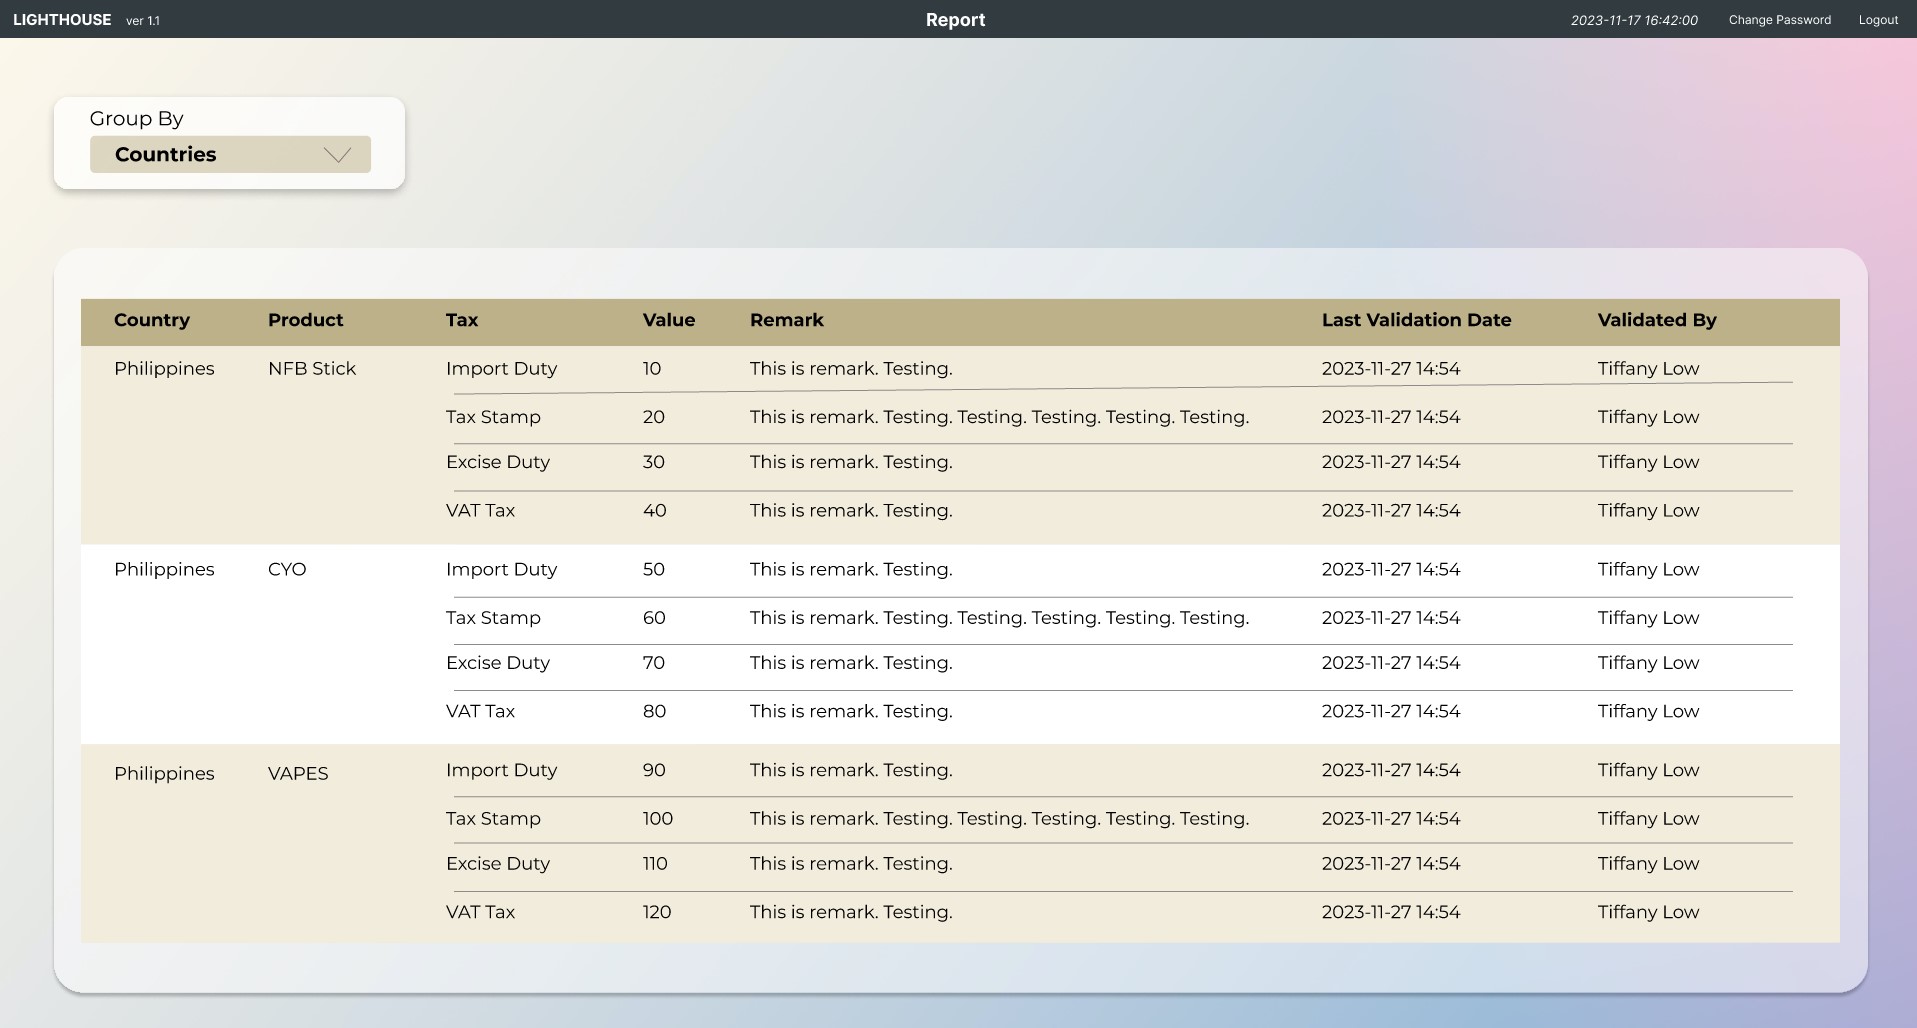 LIGHTHOUSE ver 1.1 Report 2023-11-17 16:42:00 Change Password Logout
Group By
Countries
Country Product Tax Value Remark Last Validation Date Validated By
Philippines NFB Stick Import Duty 10 This is remark. Testing. 2023-11-27 14:54 Tiffany Low
Tax Stamp 20 This is remark. Testing. Testing. Testing. Testing. Testing. 2023-11-27 14:54 Tiffany Low
Excise Duty 30 This is remark. Testing. 2023-11-27 14:54 Tiffany Low
VAT Tax 40 This is remark. Testing. 2023-11-27 14:54 Tiffany Low
Philippines CYO Import Duty 50 This is remark. Testing. 2023-11-27 14:54 Tiffany Low
Tax Stamp 60 This is remark. Testing. Testing. Testing. Testing. Testing. 2023-11-27 14:54 Tiffany Low
Excise Duty 70 This is remark. Testing. 2023-11-27 14:54 Tiffany Low
VAT Tax 80 This is remark. Testing. 2023-11-27 14:54 Tiffany Low
Philippines VAPES Import Duty 90 This is remark. Testing. 2023-11-27 14:54 Tiffany Low
Tax Stamp 100 This is remark. Testing. Testing. Testing. Testing. Testing. 2023-11-27 14:54 Tiffany Low
Excise Duty 110 This is remark. Testing. 2023-11-27 14:54 Tiffany Low
VAT Tax 120 This is remark. Testing. 2023-11-27 14:54 Tiffany Low